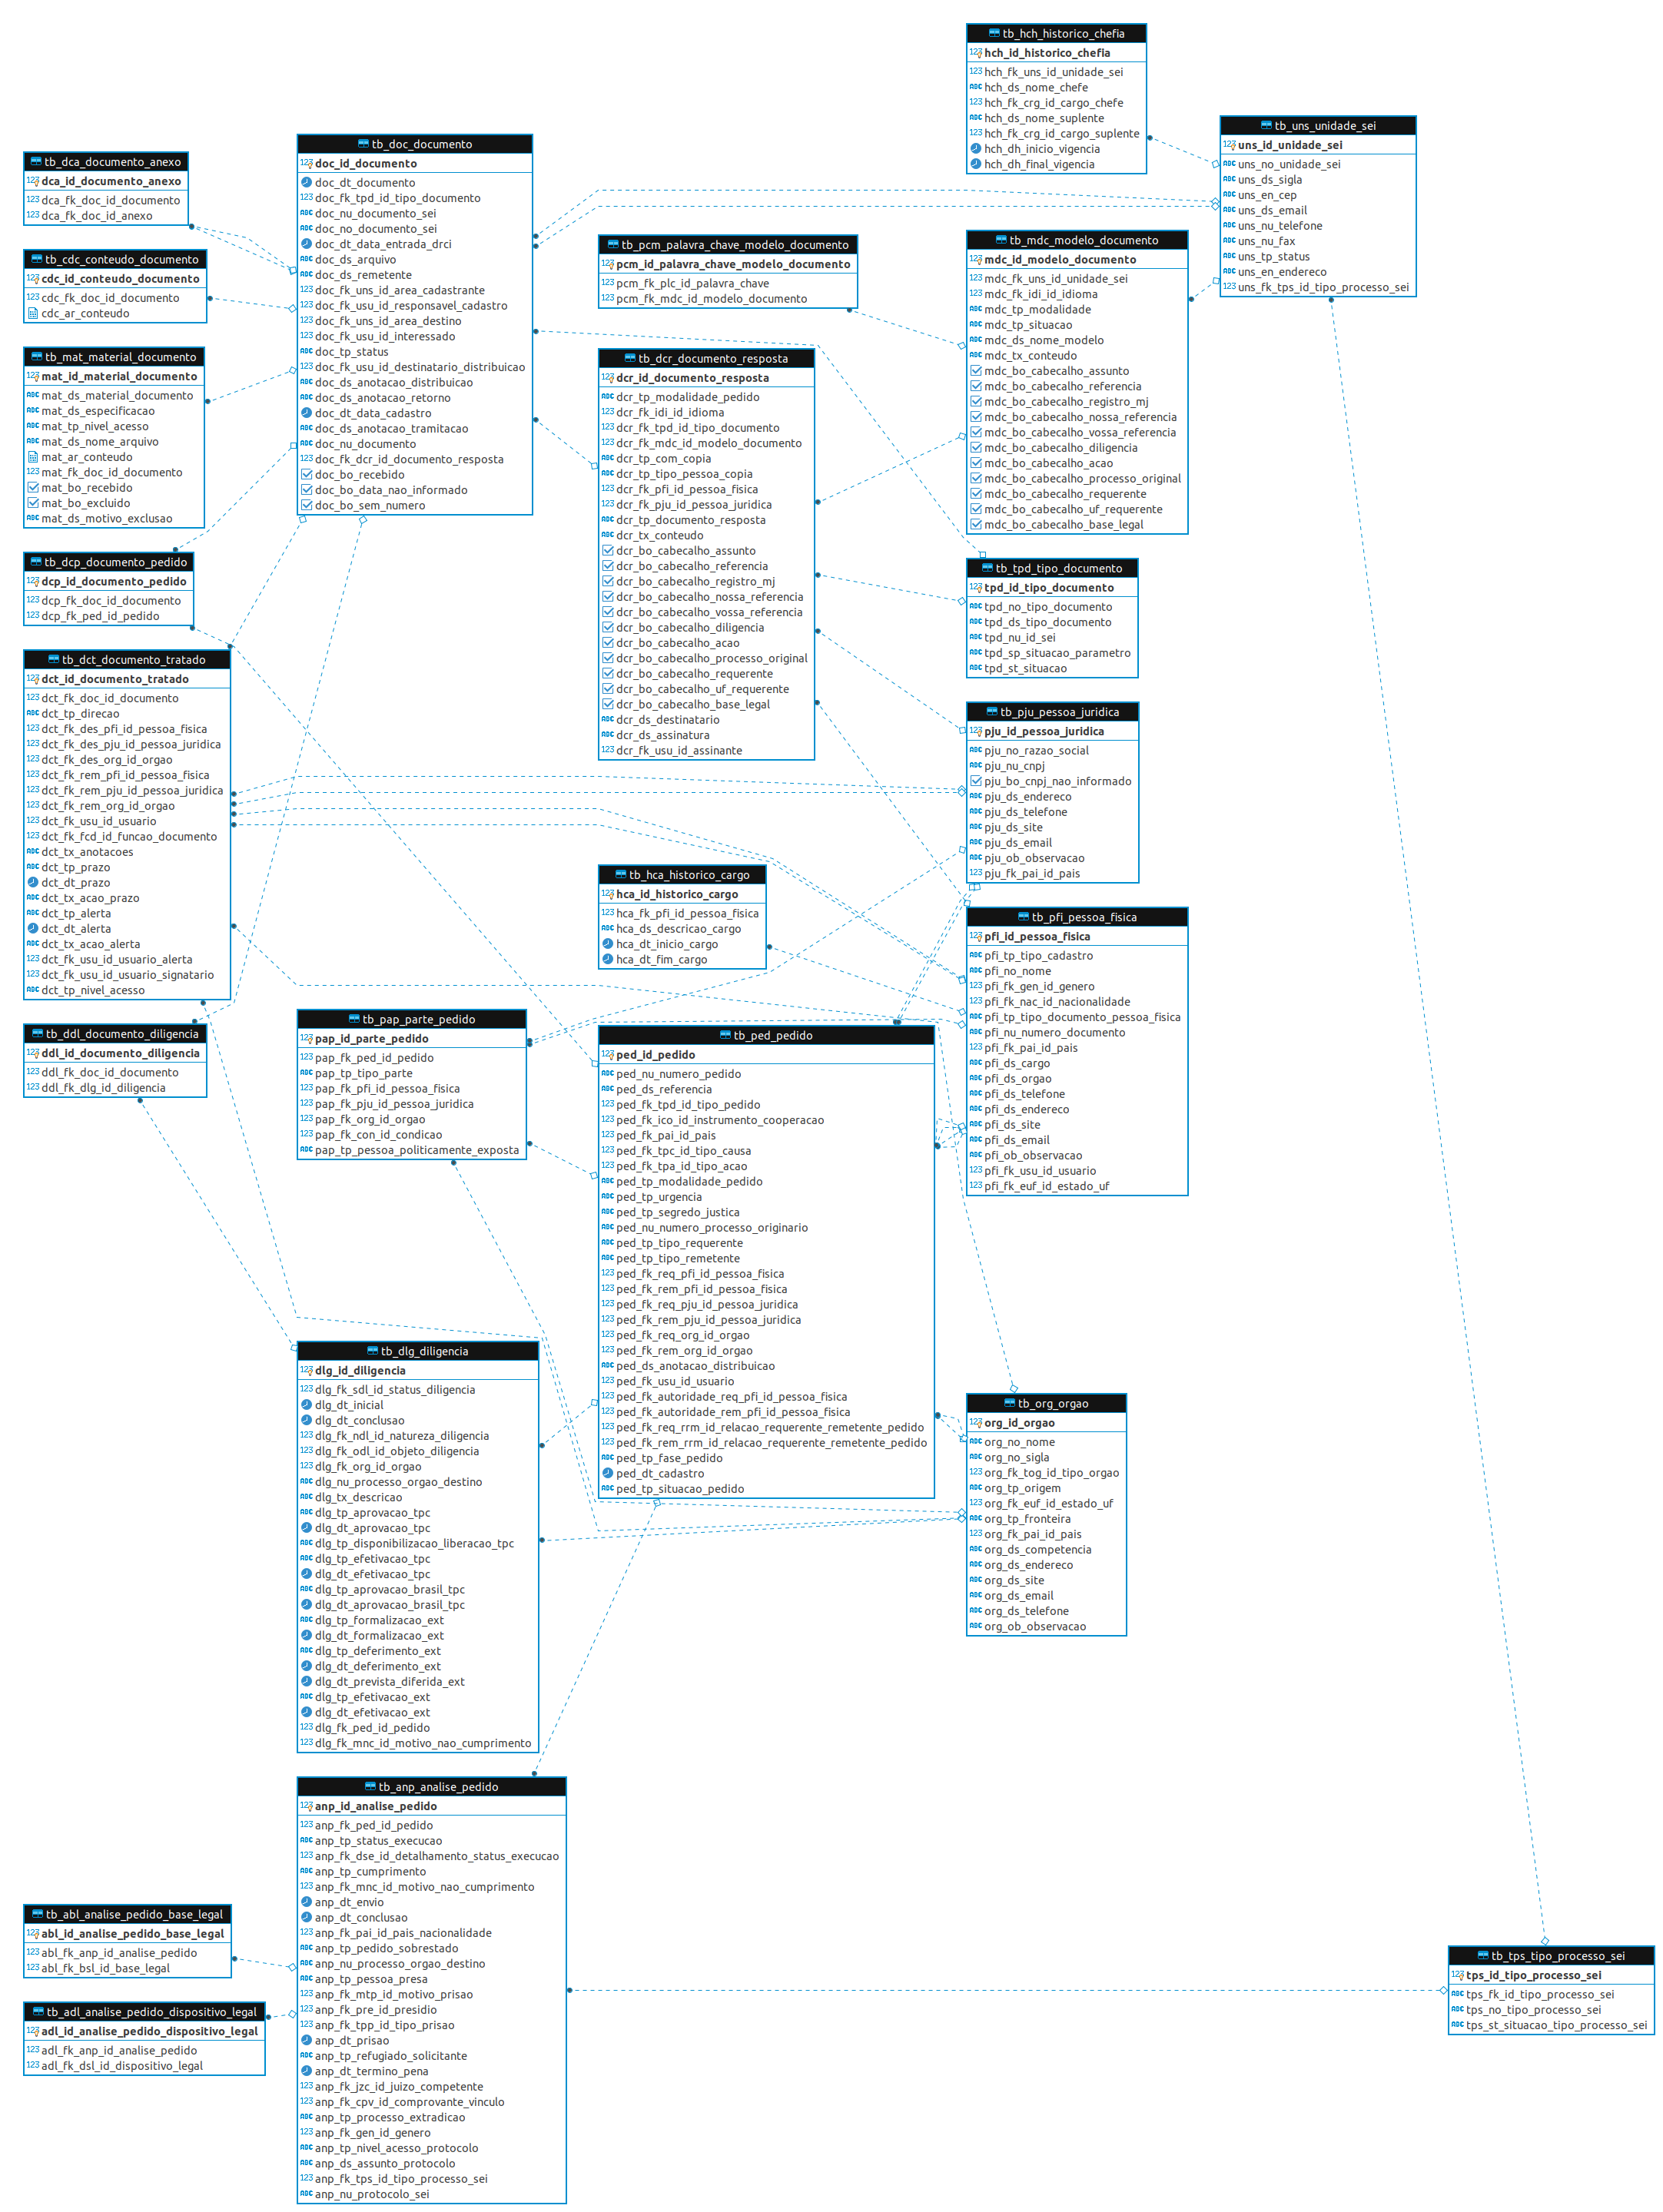 tb_hch_historico_chefia
hch_id_historico_chefia
hch_fk_uns_id_unidade_sei
hch_ds_nome_chefe
hch_fk_crg_id_cargo_chefe
hch_ds_nome_suplente
hch_fk_crg_id_cargo_suplente
hch_dh_inicio_vigencia
hch_dh_final_vigencia
tb_uns_unidade_sei
uns_id_unidade_sei
uns_no_unidade_sei
uns_ds_sigla
uns_en_cep
uns_ds_email
uns_nu_telefone
uns_nu_fax
uns_tp_status
uns_en_endereco
uns_fk_tps_id_tipo_processo_sei
tb_doc_documento
doc_id_documento
doc_dt_documento
doc_fk_tpd_id_tipo_documento
doc_nu_documento_sei
doc_no_documento_sei
doc_dt_data_entrada_drci
doc_ds_arquivo
doc_ds_remetente
doc_fk_uns_id_area_cadastrante
doc_fk_usu_id_responsavel_cadastro
doc_fk_uns_id_area_destino
doc_fk_usu_id_interessado
doc_tp_status
doc_fk_usu_id_destinatario_distribuicao
doc_ds_anotacao_distribuicao
doc_ds_anotacao_retorno
doc_dt_data_cadastro
doc_ds_anotacao_tramitacao
doc_nu_documento
doc_fk_dcr_id_documento_resposta
doc_bo_recebido
doc_bo_data_nao_informado
doc_bo_sem_numero
tb_dca_documento_anexo
dca_id_documento_anexo
dca_fk_doc_id_documento
dca_fk_doc_id_anexo
tb_cdc_conteudo_documento
cdc_id_conteudo_documento
cdc_fk_doc_id_documento
cdc_ar_conteudo
tb_mat_material_documento
mat_id_material_documento
mat_ds_material_documento
mat_ds_especificacao
mat_tp_nivel_acesso
mat_ds_nome_arquivo
mat_ar_conteudo
mat_fk_doc_id_documento
mat_bo_recebido
mat_bo_excluido
mat_ds_motivo_exclusao
tb_dcp_documento_pedido
dcp_id_documento_pedido
dcp_fk_doc_id_documento
dcp_fk_ped_id_pedido
tb_dct_documento_tratado
dct_id_documento_tratado
dct_fk_doc_id_documento
dct_tp_direcao
dct_fk_des_pfi_id_pessoa_fisica
dct_fk_des_pju_id_pessoa_juridica
dct_fk_des_org_id_orgao
dct_fk_rem_pfi_id_pessoa_fisica
dct_fk_rem_pju_id_pessoa_juridica
dct_fk_rem_org_id_orgao
dct_fk_usu_id_usuario
dct_fk_fcd_id_funcao_documento
dct_tx_anotacoes
dct_tp_prazo
dct_dt_prazo
dct_tx_acao_prazo
dct_tp_alerta
dct_dt_alerta
dct_tx_acao_alerta
dct_fk_usu_id_usuario_alerta
dct_fk_usu_id_usuario_signatario
dct_tp_nivel_acesso
tb_ddl_documento_diligencia
ddl_id_documento_diligencia
ddl_fk_doc_id_documento
ddl_fk_dlg_id_diligencia
tb_pcm_palavra_chave_modelo_documento
pcm_id_palavra_chave_modelo_documento
pcm_fk_plc_id_palavra_chave
pcm_fk_mdc_id_modelo_documento
tb_mdc_modelo_documento
mdc_id_modelo_documento
mdc_fk_uns_id_unidade_sei
mdc_fk_idi_id_idioma
mdc_tp_modalidade
mdc_tp_situacao
mdc_ds_nome_modelo
mdc_tx_conteudo
mdc_bo_cabecalho_assunto
mdc_bo_cabecalho_referencia
mdc_bo_cabecalho_registro_mj
mdc_bo_cabecalho_nossa_referencia
mdc_bo_cabecalho_vossa_referencia
mdc_bo_cabecalho_diligencia
mdc_bo_cabecalho_acao
mdc_bo_cabecalho_processo_original
mdc_bo_cabecalho_requerente
mdc_bo_cabecalho_uf_requerente
mdc_bo_cabecalho_base_legal
tb_dcr_documento_resposta
dcr_id_documento_resposta
dcr_tp_modalidade_pedido
dcr_fk_idi_id_idioma
dcr_fk_tpd_id_tipo_documento
dcr_fk_mdc_id_modelo_documento
dcr_tp_com_copia
dcr_tp_tipo_pessoa_copia
dcr_fk_pfi_id_pessoa_fisica
dcr_fk_pju_id_pessoa_juridica
dcr_tp_documento_resposta
dcr_tx_conteudo
dcr_bo_cabecalho_assunto
dcr_bo_cabecalho_referencia
dcr_bo_cabecalho_registro_mj
dcr_bo_cabecalho_nossa_referencia
dcr_bo_cabecalho_vossa_referencia
dcr_bo_cabecalho_diligencia
dcr_bo_cabecalho_acao
dcr_bo_cabecalho_processo_original
dcr_bo_cabecalho_requerente
dcr_bo_cabecalho_uf_requerente
dcr_bo_cabecalho_base_legal
dcr_ds_destinatario
dcr_ds_assinatura
dcr_fk_usu_id_assinante
tb_tpd_tipo_documento
tpd_id_tipo_documento
tpd_no_tipo_documento
tpd_ds_tipo_documento
tpd_nu_id_sei
tpd_sp_situacao_parametro
tpd_st_situacao
tb_pju_pessoa_juridica
pju_id_pessoa_juridica
pju_no_razao_social
pju_nu_cnpj
pju_bo_cnpj_nao_informado
pju_ds_endereco
pju_ds_telefone
pju_ds_site
pju_ds_email
pju_ob_observacao
pju_fk_pai_id_pais
tb_hca_historico_cargo
hca_id_historico_cargo
hca_fk_pfi_id_pessoa_fisica
hca_ds_descricao_cargo
hca_dt_inicio_cargo
hca_dt_fim_cargo
tb_pfi_pessoa_fisica
pfi_id_pessoa_fisica
pfi_tp_tipo_cadastro
pfi_no_nome
pfi_fk_gen_id_genero
pfi_fk_nac_id_nacionalidade
pfi_tp_tipo_documento_pessoa_fisica
pfi_nu_numero_documento
pfi_fk_pai_id_pais
pfi_ds_cargo
pfi_ds_orgao
pfi_ds_telefone
pfi_ds_endereco
pfi_ds_site
pfi_ds_email
pfi_ob_observacao
pfi_fk_usu_id_usuario
pfi_fk_euf_id_estado_uf
tb_pap_parte_pedido
pap_id_parte_pedido
pap_fk_ped_id_pedido
pap_tp_tipo_parte
pap_fk_pfi_id_pessoa_fisica
pap_fk_pju_id_pessoa_juridica
pap_fk_org_id_orgao
pap_fk_con_id_condicao
pap_tp_pessoa_politicamente_exposta
tb_ped_pedido
ped_id_pedido
ped_nu_numero_pedido
ped_ds_referencia
ped_fk_tpd_id_tipo_pedido
ped_fk_ico_id_instrumento_cooperacao
ped_fk_pai_id_pais
ped_fk_tpc_id_tipo_causa
ped_fk_tpa_id_tipo_acao
ped_tp_modalidade_pedido
ped_tp_urgencia
ped_tp_segredo_justica
ped_nu_numero_processo_originario
ped_tp_tipo_requerente
ped_tp_tipo_remetente
ped_fk_req_pfi_id_pessoa_fisica
ped_fk_rem_pfi_id_pessoa_fisica
ped_fk_req_pju_id_pessoa_juridica
ped_fk_rem_pju_id_pessoa_juridica
ped_fk_req_org_id_orgao
ped_fk_rem_org_id_orgao
ped_ds_anotacao_distribuicao
ped_fk_usu_id_usuario
ped_fk_autoridade_req_pfi_id_pessoa_fisica
ped_fk_autoridade_rem_pfi_id_pessoa_fisica
ped_fk_req_rrm_id_relacao_requerente_remetente_pedido
ped_fk_rem_rrm_id_relacao_requerente_remetente_pedido
ped_tp_fase_pedido
ped_dt_cadastro
ped_tp_situacao_pedido
tb_dlg_diligencia
dlg_id_diligencia
dlg_fk_sdl_id_status_diligencia
dlg_dt_inicial
dlg_dt_conclusao
dlg_fk_ndl_id_natureza_diligencia
dlg_fk_odl_id_objeto_diligencia
dlg_fk_org_id_orgao
dlg_nu_processo_orgao_destino
dlg_tx_descricao
dlg_tp_aprovacao_tpc
dlg_dt_aprovacao_tpc
dlg_tp_disponibilizacao_liberacao_tpc
dlg_tp_efetivacao_tpc
dlg_dt_efetivacao_tpc
dlg_tp_aprovacao_brasil_tpc
dlg_dt_aprovacao_brasil_tpc
dlg_tp_formalizacao_ext
dlg_dt_formalizacao_ext
dlg_tp_deferimento_ext
dlg_dt_deferimento_ext
dlg_dt_prevista_diferida_ext
dlg_tp_efetivacao_ext
dlg_dt_efetivacao_ext
dlg_fk_ped_id_pedido
dlg_fk_mnc_id_motivo_nao_cumprimento
tb_org_orgao
org_id_orgao
org_no_nome
org_no_sigla
org_fk_tog_id_tipo_orgao
org_tp_origem
org_fk_euf_id_estado_uf
org_tp_fronteira
org_fk_pai_id_pais
org_ds_competencia
org_ds_endereco
org_ds_site
org_ds_email
org_ds_telefone
org_ob_observacao
tb_anp_analise_pedido
anp_id_analise_pedido
anp_fk_ped_id_pedido
anp_tp_status_execucao
anp_fk_dse_id_detalhamento_status_execucao
anp_tp_cumprimento
anp_fk_mnc_id_motivo_nao_cumprimento
anp_dt_envio
anp_dt_conclusao
anp_fk_pai_id_pais_nacionalidade
anp_tp_pedido_sobrestado
anp_nu_processo_orgao_destino
anp_tp_pessoa_presa
anp_fk_mtp_id_motivo_prisao
anp_fk_pre_id_presidio
anp_fk_tpp_id_tipo_prisao
anp_dt_prisao
anp_tp_refugiado_solicitante
anp_dt_termino_pena
anp_fk_jzc_id_juizo_competente
anp_fk_cpv_id_comprovante_vinculo
anp_tp_processo_extradicao
anp_fk_gen_id_genero
anp_tp_nivel_acesso_protocolo
anp_ds_assunto_protocolo
anp_fk_tps_id_tipo_processo_sei
anp_nu_protocolo_sei
tb_abl_analise_pedido_base_legal
abl_id_analise_pedido_base_legal
abl_fk_anp_id_analise_pedido
abl_fk_bsl_id_base_legal
tb_adl_analise_pedido_dispositivo_legal
adl_id_analise_pedido_dispositivo_legal
adl_fk_anp_id_analise_pedido
adl_fk_dsl_id_dispositivo_legal
tb_tps_tipo_processo_sei
tps_id_tipo_processo_sei
tps_fk_id_tipo_processo_sei
tps_no_tipo_processo_sei
tps_st_situacao_tipo_processo_sei